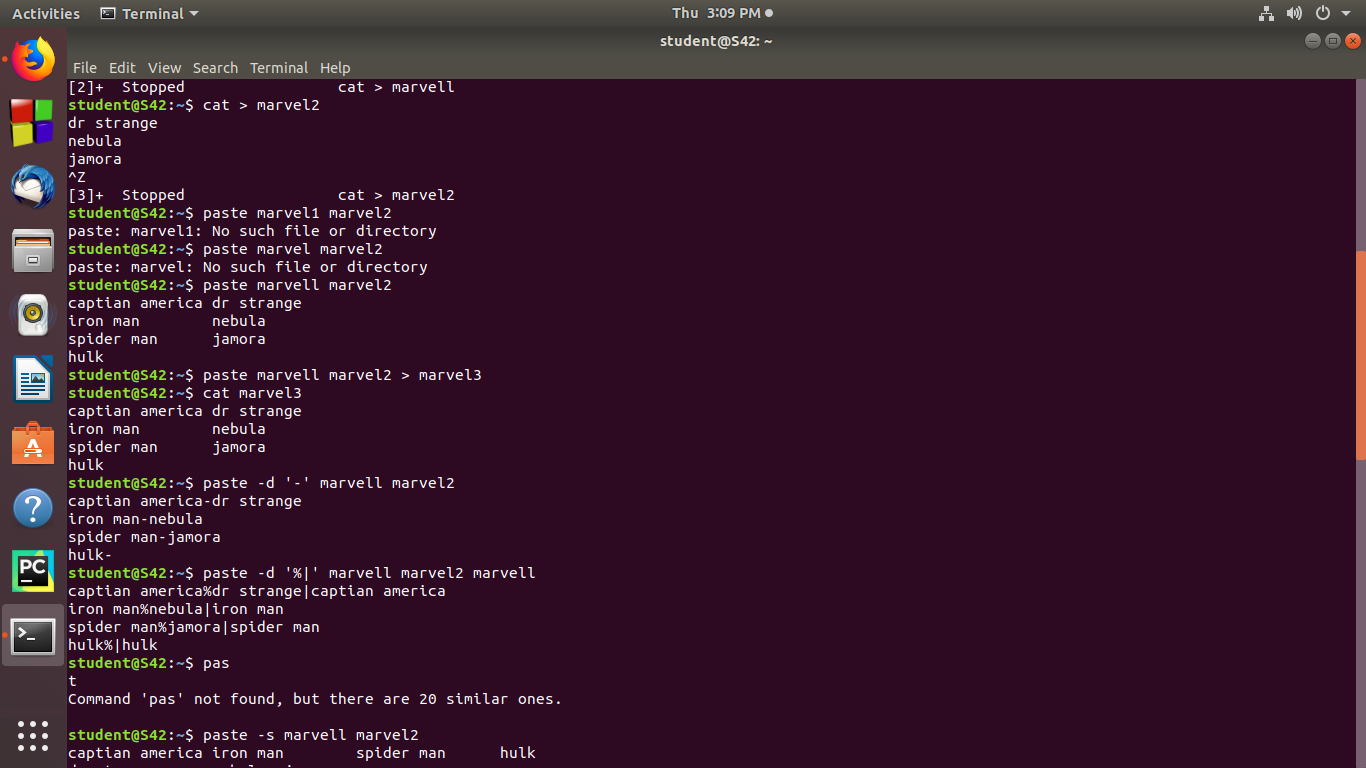 Activities Terminal Thu 3:09 PM
student@S42: ~
File Edit View Search Terminal Help
[2]+  Stopped                 cat > marvell
student@S42:~$ cat > marvel2
dr strange
nebula
jamora
^Z
[3]+  Stopped                 cat > marvel2
student@S42:~$ paste marvel1 marvel2
paste: marvel1: No such file or directory
student@S42:~$ paste marvel marvel2
paste: marvel: No such file or directory
student@S42:~$ paste marvell marvel2
captian america dr strange
iron man        nebula
spider man      jamora
hulk
student@S42:~$ paste marvell marvel2 > marvel3
student@S42:~$ cat marvel3
captian america dr strange
iron man        nebula
spider man      jamora
hulk
student@S42:~$ paste -d '-' marvell marvel2
captian america-dr strange
iron man-nebula
spider man-jamora
hulk-
student@S42:~$ paste -d '%|' marvell marvel2 marvell
captian america%dr strange|captian america
iron man%nebula|iron man
spider man%jamora|spider man
hulk%|hulk
student@S42:~$ pas
t
Command 'pas' not found, but there are 20 similar ones.
student@S42:~$ paste -s marvell marvel2
captian america iron man        spider man      hulk
PC